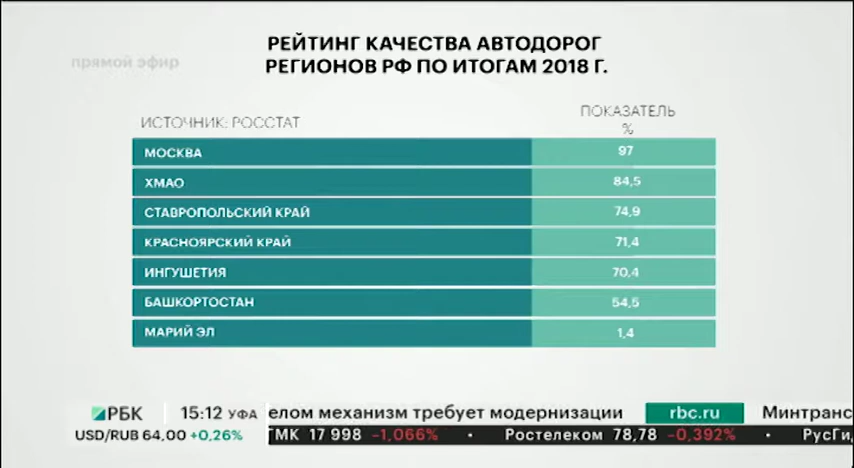 РЕЙТИНГ КАЧЕСТВА АВТОДОРОГ
РЕГИОНОВ РФ ПО ИТОГАМ 2018 Г.
прямой эфир
ИСТОЧНИК: РОССТАТ
ПОКАЗАТЕЛЬ
%
МОСКВА 97
ХМАО 84,5
СТАВРОПОЛЬСКИЙ КРАЙ 74,9
КРАСНОЯРСКИЙ КРАЙ 71,4
ИНГУШЕТИЯ 70,4
БАШКОРТОСТАН 54,5
МАРИЙ ЭЛ 1,4
РБК 15:12 УФА елом механизм требует модернизации rbc.ru Минтранс
USD/RUB 64,00 +0,26% ГМК 17 998 -1,066% • Ростелеком 78,78 -0,392% • РусГи